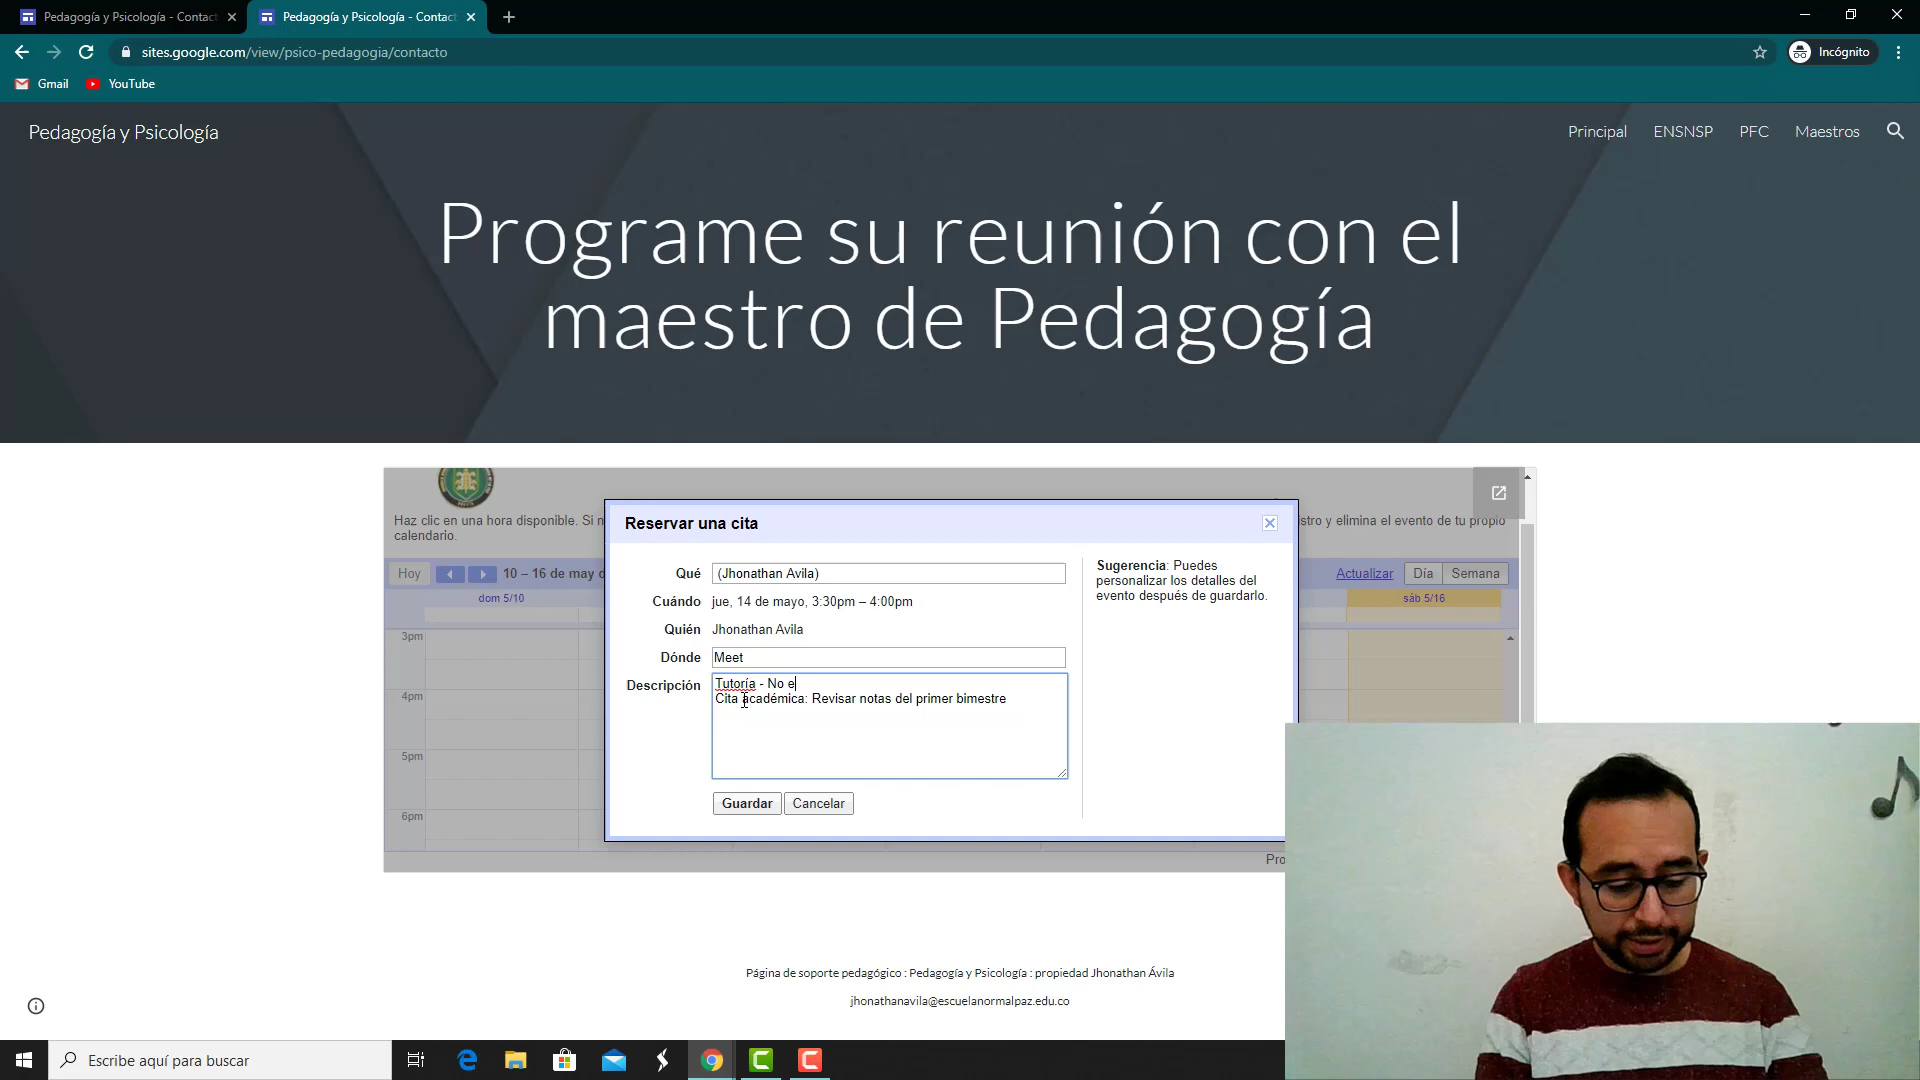 Pedagogía y Psicología - Contact
Pedagogía y Psicología - Contact
sites.google.com/view/psico-pedagogia/contacto
Incógnito
Gmail
YouTube
Pedagogía y Psicología
Principal
ENSNSP
PFC
Maestros
Programe su reunión con el
maestro de Pedagogía
Haz clic en una hora disponible. Si n
stro y elimina el evento de tu propio
calendario.
Hoy
10 – 16 de may d
Actualizar
Día
Semana
dom 5/10
sáb 5/16
3pm
4pm
5pm
6pm
Pro
Reservar una cita
Qué
(Jhonathan Avila)
Cuándo
jue, 14 de mayo, 3:30pm – 4:00pm
Quién
Jhonathan Avila
Dónde
Meet
Descripción
Tutoría - No e
Cita académica: Revisar notas del primer bimestre
Guardar
Cancelar
Sugerencia: Puedes
personalizar los detalles del
evento después de guardarlo.
Página de soporte pedagógico : Pedagogía y Psicología : propiedad Jhonathan Ávila
jhonathanavila@escuelanormalpaz.edu.co
Escribe aquí para buscar